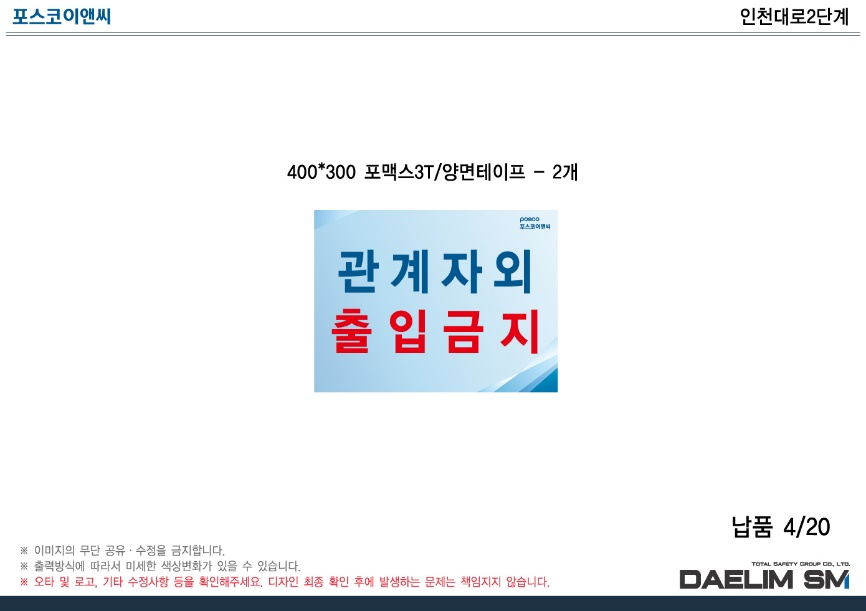 포스코이앤씨
인천대로2단계
400*300 포맥스3T/양면테이프 - 2개
posco
포스코이앤씨
관계자외
출입금지
납품 4/20
※ 이미지의 무단 공유·수정을 금지합니다.
※ 출력방식에 따라서 미세한 색상변화가 있을 수 있습니다.
※ 오타 및 로고, 기타 수정사항 등을 확인해주세요. 디자인 최종 확인 후에 발생하는 문제는 책임지지 않습니다.
TOTAL SAFETY GROUP CO., LTD.
DAELIM SM